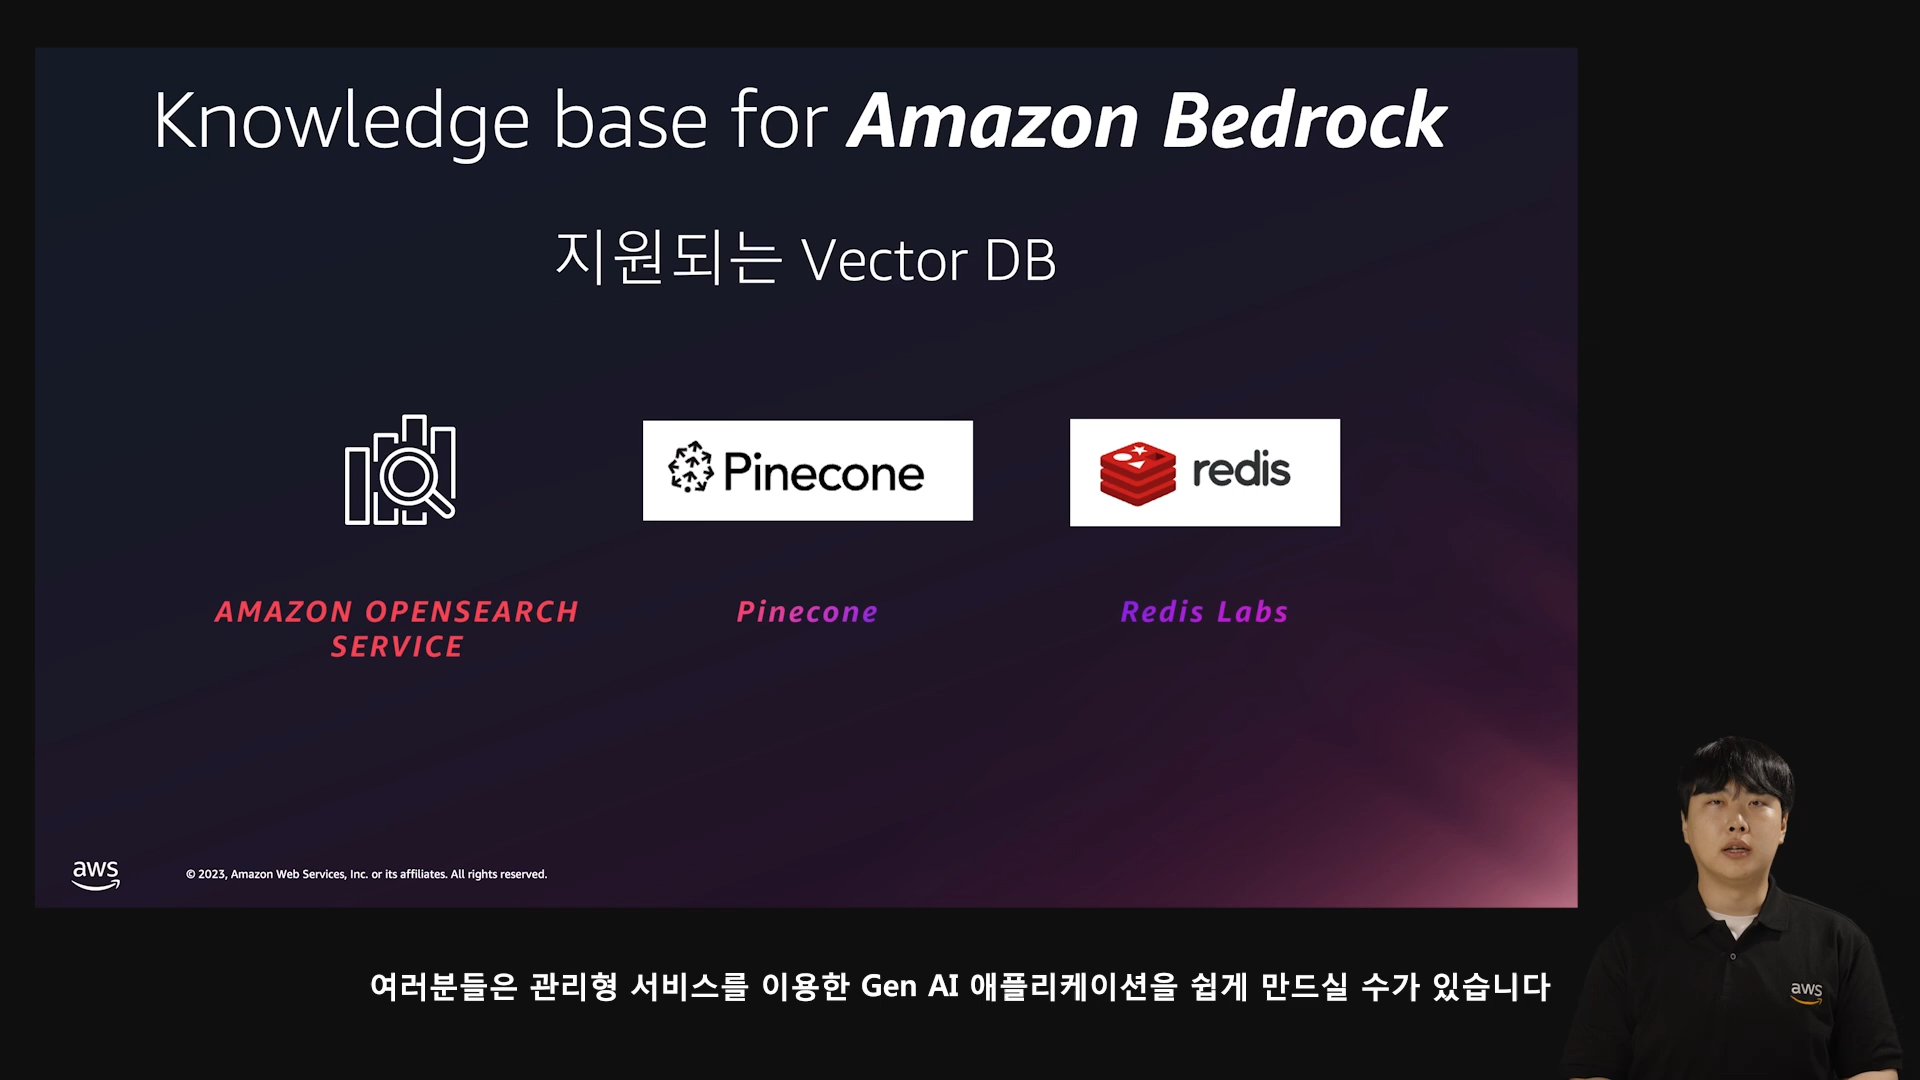 Knowledge base for Amazon Bedrock
지원되는 Vector DB
Pinecone
redis
AMAZON OPENSEARCH
SERVICE
Pinecone
Redis Labs
aws
© 2023, Amazon Web Services, Inc. or its affiliates. All rights reserved.
aws
여러분들은 관리형 서비스를 이용한 Gen AI 애플리케이션을 쉽게 만드실 수가 있습니다